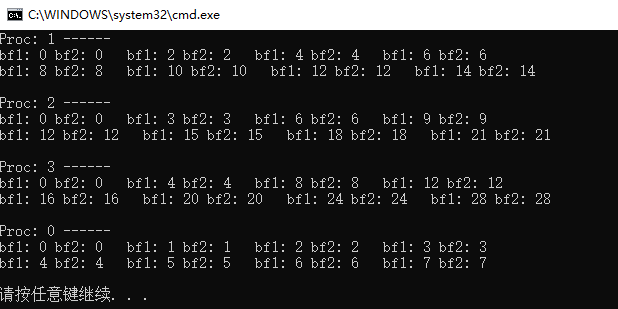 C:\WINDOWS\system32\cmd.exe
Proc: 1 ------
bf1: 0 bf2: 0   bf1: 2 bf2: 2   bf1: 4 bf2: 4   bf1: 6 bf2: 6
bf1: 8 bf2: 8   bf1: 10 bf2: 10   bf1: 12 bf2: 12   bf1: 14 bf2: 14
Proc: 2 ------
bf1: 0 bf2: 0   bf1: 3 bf2: 3   bf1: 6 bf2: 6   bf1: 9 bf2: 9
bf1: 12 bf2: 12   bf1: 15 bf2: 15   bf1: 18 bf2: 18   bf1: 21 bf2: 21
Proc: 3 ------
bf1: 0 bf2: 0   bf1: 4 bf2: 4   bf1: 8 bf2: 8   bf1: 12 bf2: 12
bf1: 16 bf2: 16   bf1: 20 bf2: 20   bf1: 24 bf2: 24   bf1: 28 bf2: 28
Proc: 0 ------
bf1: 0 bf2: 0   bf1: 1 bf2: 1   bf1: 2 bf2: 2   bf1: 3 bf2: 3
bf1: 4 bf2: 4   bf1: 5 bf2: 5   bf1: 6 bf2: 6   bf1: 7 bf2: 7
请按任意键继续. . .